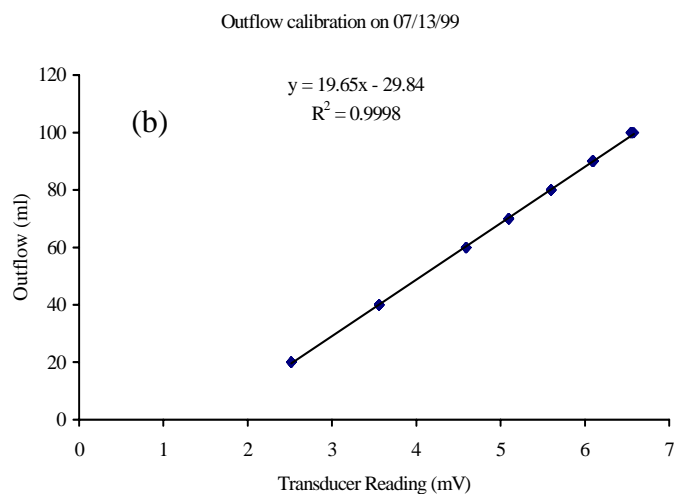 Outflow calibration on 07/13/99
y = 19.65x - 29.84
R² = 0.9998
(b)
120
100
80
60
40
20
0
Outflow (ml)
0 1 2 3 4 5 6 7
Transducer Reading (mV)